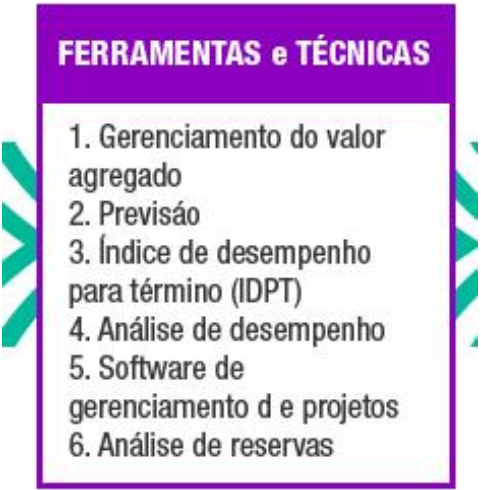 FERRAMENTAS e TÉCNICAS
1. Gerenciamento do valor
agregado
2. Previsáo
3. Índice de desempenho
para término (IDPT)
4. Análise de desempenho
5. Software de
gerenciamento d e projetos
6. Análise de reservas